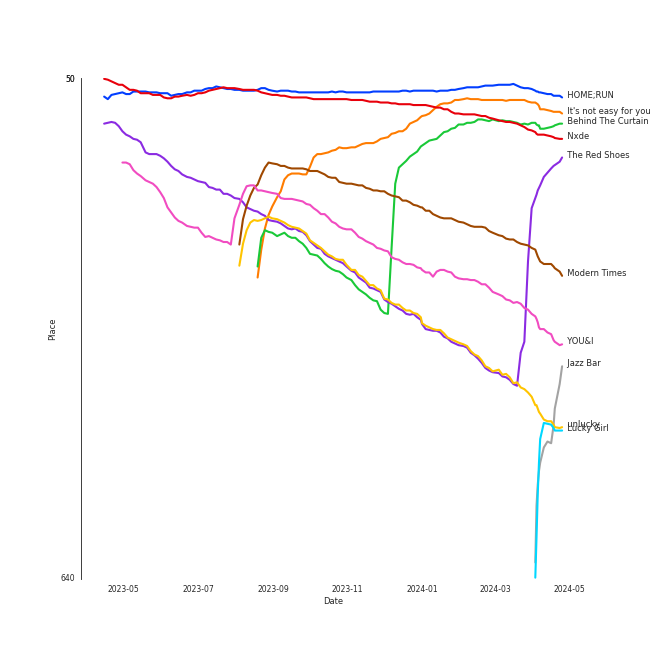 50
HOME;RUN
It's not easy for you
Behind The Curtain
Nxde
The Red Shoes
Modern Times
YOU&I
Jazz Bar
unlucky
Lucky Girl
Place
640
2023-05 2023-07 2023-09 2023-11 2024-01 2024-03 2024-05
Date